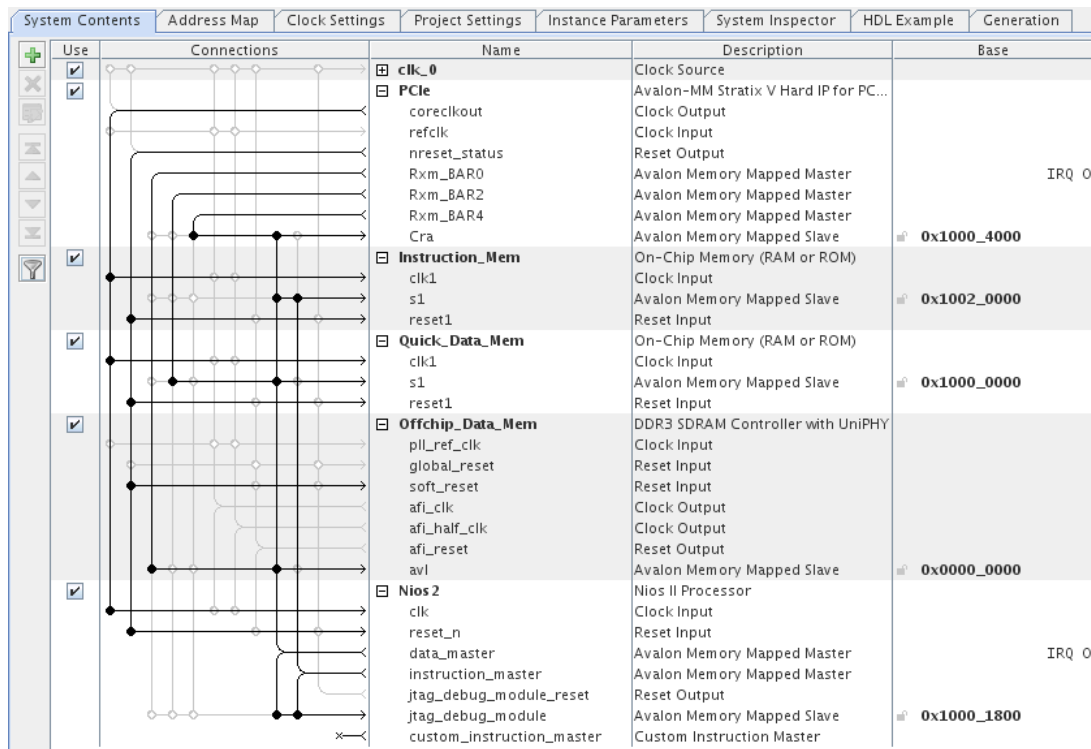 System Contents Address Map Clock Settings Project Settings Instance Parameters System Inspector HDL Example Generation
Use Connections Name Description Base
clk_0 Clock Source
PCIe Avalon-MM Stratix V Hard IP for PC...
coreclkout Clock Output
refclk Clock Input
nreset_status Reset Output
Rxm_BAR0 Avalon Memory Mapped Master IRQ
Rxm_BAR2 Avalon Memory Mapped Master
Rxm_BAR4 Avalon Memory Mapped Master
Cra Avalon Memory Mapped Slave 0x1000_4000
Instruction_Mem On-Chip Memory (RAM or ROM)
clk1 Clock Input
s1 Avalon Memory Mapped Slave 0x1002_0000
reset1 Reset Input
Quick_Data_Mem On-Chip Memory (RAM or ROM)
clk1 Clock Input
s1 Avalon Memory Mapped Slave 0x1000_0000
reset1 Reset Input
Offchip_Data_Mem DDR3 SDRAM Controller with UniPHY
pll_ref_clk Clock Input
global_reset Reset Input
soft_reset Reset Input
afi_clk Clock Output
afi_half_clk Clock Output
afi_reset Reset Output
avl Avalon Memory Mapped Slave 0x0000_0000
Nios2 Nios II Processor
clk Clock Input
reset_n Reset Input
data_master Avalon Memory Mapped Master IRQ
instruction_master Avalon Memory Mapped Master
jtag_debug_module_reset Reset Output
jtag_debug_module Avalon Memory Mapped Slave 0x1000_1800
custom_instruction_master Custom Instruction Master